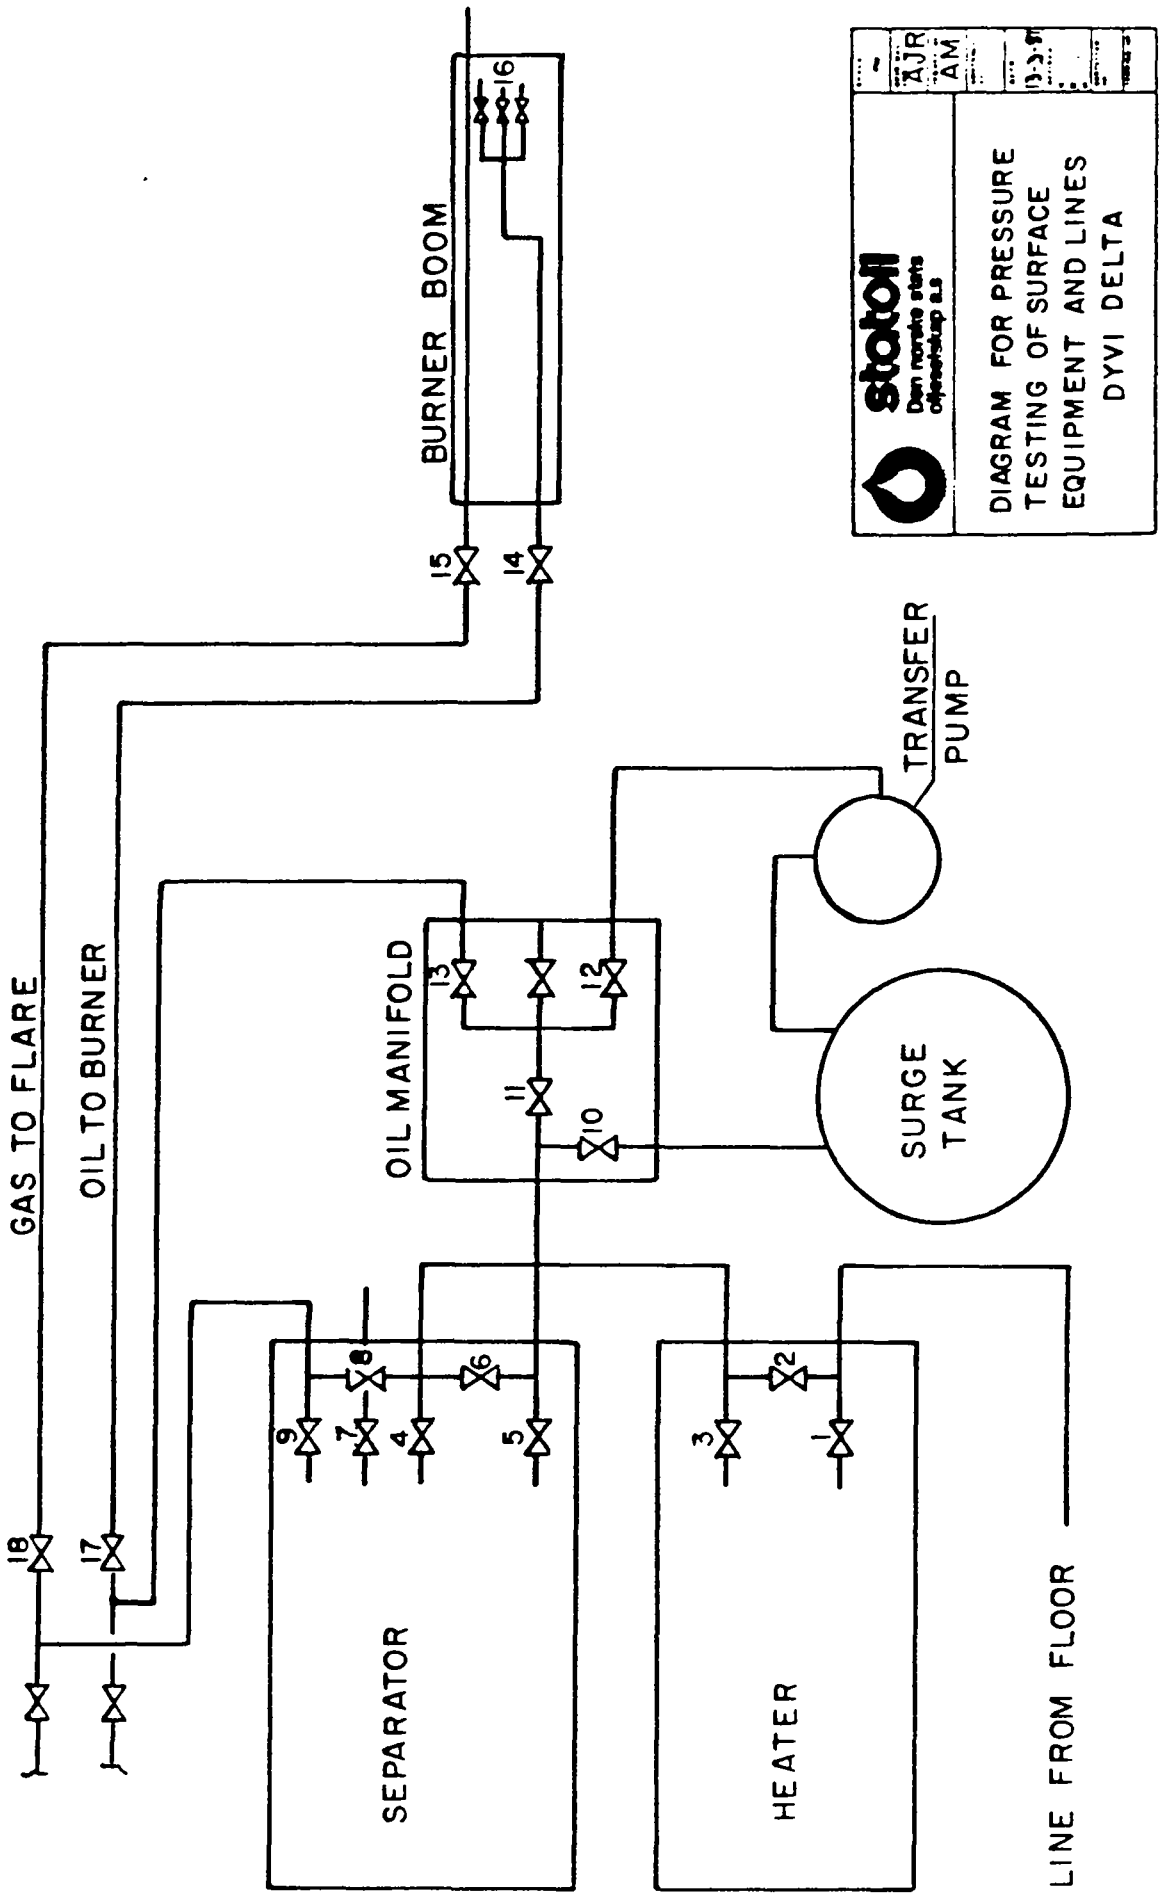 GAS TO FLARE
OIL TO BURNER
18
17
15
14
BURNER BOOM
16
OIL MANIFOLD
13
12
11
10
9
8
7
4
6
5
SEPARATOR
3
2
1
HEATER
SURGE
TANK
TRANSFER
PUMP
LINE FROM FLOOR
statoil
Den norske stats
oljeselskap a.s
DIAGRAM FOR PRESSURE
TESTING OF SURFACE
EQUIPMENT AND LINES
DYVI DELTA
AJR
AM